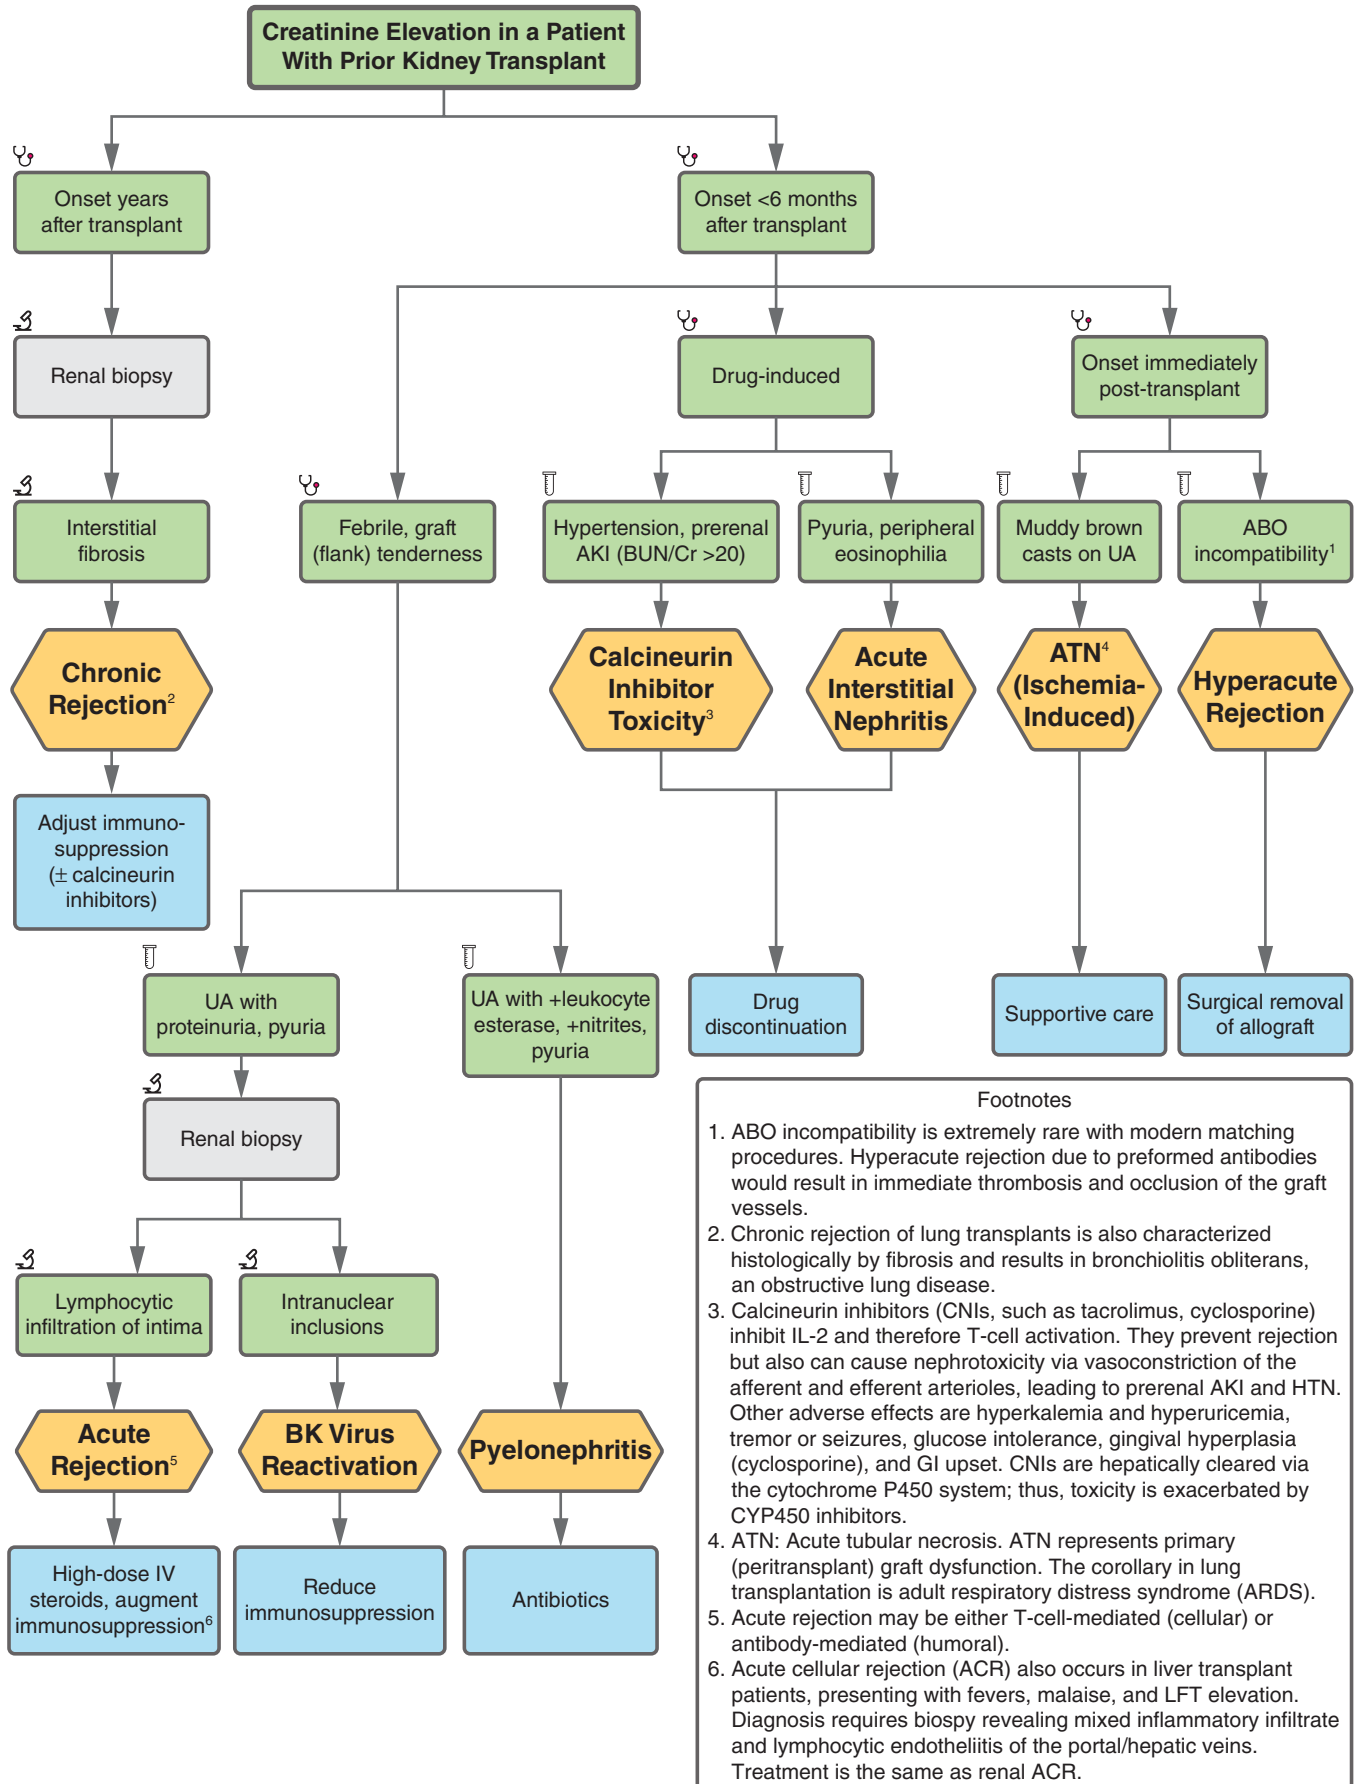 Creatinine Elevation in a Patient
With Prior Kidney Transplant
Onset years
after transplant
Onset <6 months
after transplant
Renal biopsy
Drug-induced
Onset immediately
post-transplant
Interstitial
fibrosis
Febrile, graft
(flank) tenderness
Hypertension, prerenal
AKI (BUN/Cr >20)
Pyuria, peripheral
eosinophilia
Muddy brown
casts on UA
ABO
incompatibility1
Chronic
Rejection2
Calcineurin
Inhibitor
Toxicity3
Acute
Interstitial
Nephritis
ATN4
(Ischemia-
Induced)
Hyperacute
Rejection
Adjust immuno-
suppression
(± calcineurin
inhibitors)
UA with
proteinuria, pyuria
UA with +leukocyte
esterase, +nitrites,
pyuria
Drug
discontinuation
Supportive care
Surgical removal
of allograft
Renal biopsy
Lymphocytic
infiltration of intima
Intranuclear
inclusions
Acute
Rejection5
BK Virus
Reactivation
Pyelonephritis
High-dose IV
steroids, augment
immunosuppression6
Reduce
immunosuppression
Antibiotics
Footnotes
1. ABO incompatibility is extremely rare with modern matching
procedures. Hyperacute rejection due to preformed antibodies
would result in immediate thrombosis and occlusion of the graft
vessels.
2. Chronic rejection of lung transplants is also characterized
histologically by fibrosis and results in bronchiolitis obliterans,
an obstructive lung disease.
3. Calcineurin inhibitors (CNIs, such as tacrolimus, cyclosporine)
inhibit IL-2 and therefore T-cell activation. They prevent rejection
but also can cause nephrotoxicity via vasoconstriction of the
afferent and efferent arterioles, leading to prerenal AKI and HTN.
Other adverse effects are hyperkalemia and hyperuricemia,
tremor or seizures, glucose intolerance, gingival hyperplasia
(cyclosporine), and GI upset. CNIs are hepatically cleared via
the cytochrome P450 system; thus, toxicity is exacerbated by
CYP450 inhibitors.
4. ATN: Acute tubular necrosis. ATN represents primary
(peritransplant) graft dysfunction. The corollary in lung
transplantation is adult respiratory distress syndrome (ARDS).
5. Acute rejection may be either T-cell-mediated (cellular) or
antibody-mediated (humoral).
6. Acute cellular rejection (ACR) also occurs in liver transplant
patients, presenting with fevers, malaise, and LFT elevation.
Diagnosis requires biospy revealing mixed inflammatory infiltrate
and lymphocytic endotheliitis of the portal/hepatic veins.
Treatment is the same as renal ACR.